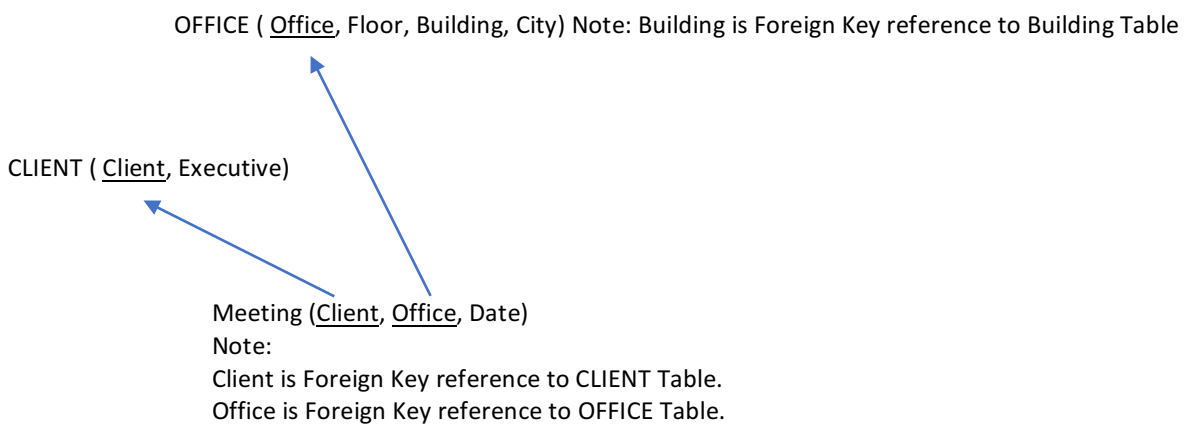 OFFICE ( Office, Floor, Building, City) Note: Building is Foreign Key reference to Building Table
CLIENT ( Client, Executive)
Meeting (Client, Office, Date)
Note:
Client is Foreign Key reference to CLIENT Table.
Office is Foreign Key reference to OFFICE Table.